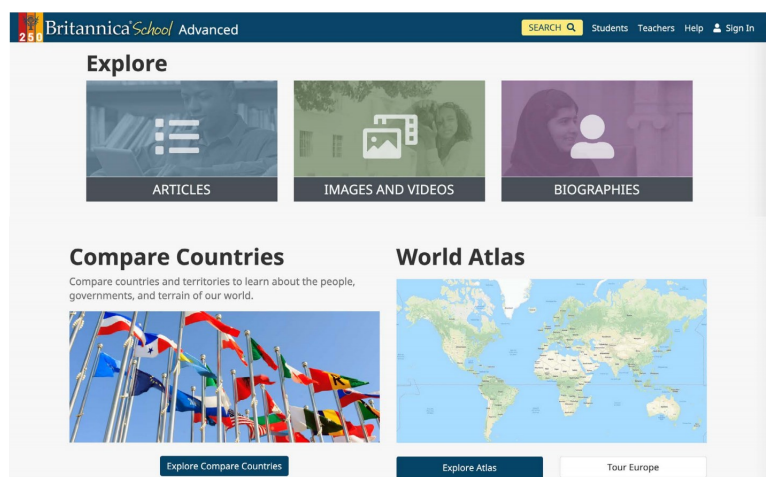 250 Britannica School Advanced
SEARCH Students Teachers Help Sign In
Explore
ARTICLES
IMAGES AND VIDEOS
BIOGRAPHIES
Compare Countries
Compare countries and territories to learn about the people,
governments, and terrain of our world.
Explore Compare Countries
World Atlas
Explore Atlas
Tour Europe